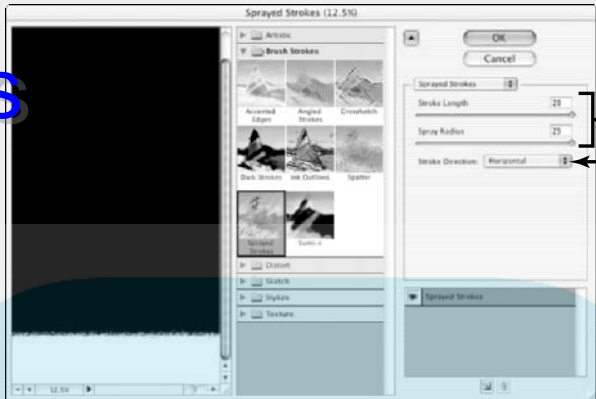 Sprayed Strokes (12.5%)
s
Artistic
Brush Strokes
Accented Edges
Angled Strokes
Crosshatch
Dark Strokes
Ink Outlines
Spatter
Sprayed Strokes
Sumi-e
Distort
Sketch
Stylize
Texture
12.5%
OK
Cancel
Sprayed Strokes
Stroke Length 20
Spray Radius 25
Stroke Direction: Horizontal
Sprayed Strokes